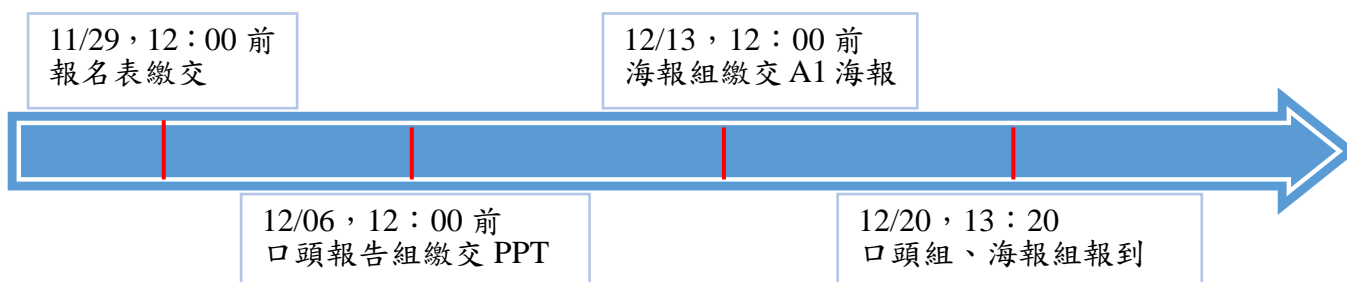 11/29，12：00 前
報名表繳交
12/13，12：00 前
海報組繳交 A1 海報
12/06，12：00 前
口頭報告組繳交 PPT
12/20，13：20
口頭組、海報組報到